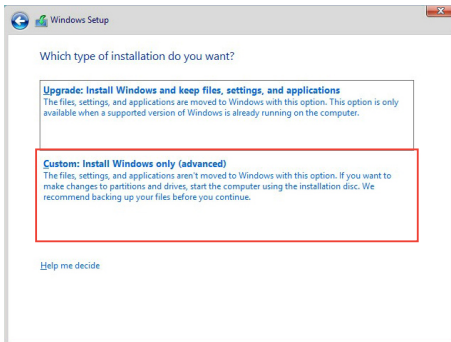 Windows Setup
Which type of installation do you want?
Upgrade: Install Windows and keep files, settings, and applications
The files, settings, and applications are moved to Windows with this option. This option is only
available when a supported version of Windows is already running on the computer.
Custom: Install Windows only (advanced)
The files, settings, and applications aren't moved to Windows with this option. If you want to
make changes to partitions and drives, start the computer using the installation disc. We
recommend backing up your files before you continue.
Help me decide